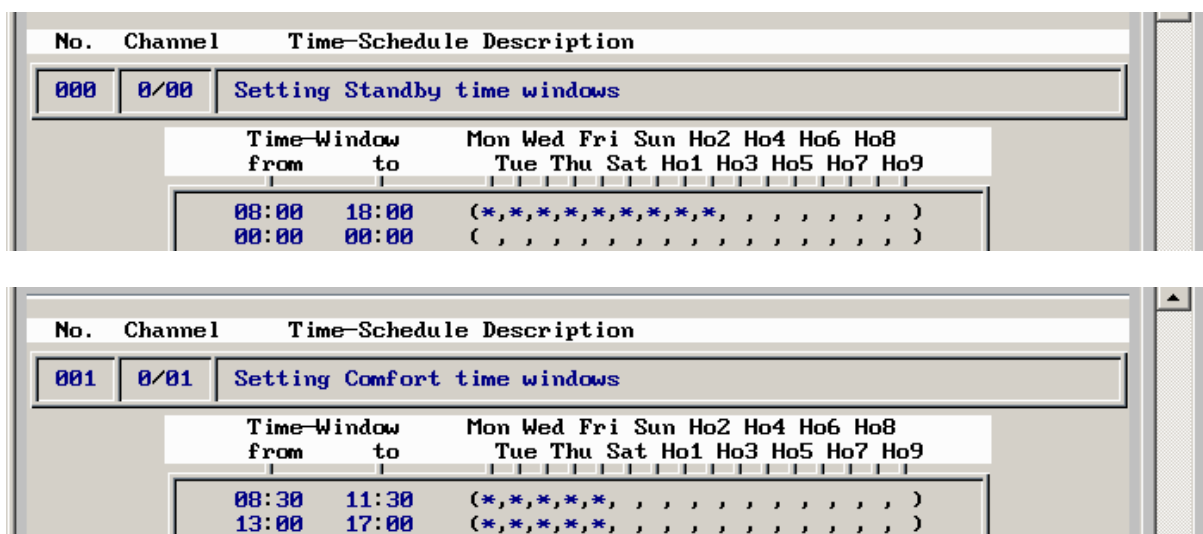 No. Channel Time-Schedule Description
000 0/00 Setting Standby time windows
Time-Window Mon Wed Fri Sun Ho2 Ho4 Ho6 Ho8
from to Tue Thu Sat Ho1 Ho3 Ho5 Ho7 Ho9
08:00 18:00 (*,*,*,*,*,*,*,*,*, , , , , , , )
00:00 00:00 ( , , , , , , , , , , , , , , , )
No. Channel Time-Schedule Description
001 0/01 Setting Comfort time windows
Time-Window Mon Wed Fri Sun Ho2 Ho4 Ho6 Ho8
from to Tue Thu Sat Ho1 Ho3 Ho5 Ho7 Ho9
08:30 11:30 (*,*,*,*,*, , , , , , , , , , , )
13:00 17:00 (*,*,*,*,*, , , , , , , , , , , )